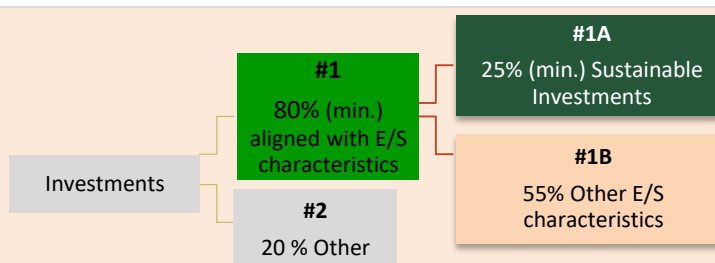 #1A
25% (min.) Sustainable
Investments
#1
80% (min.)
aligned with E/S
characteristics
#1B
55% Other E/S
characteristics
Investments
#2
20 % Other